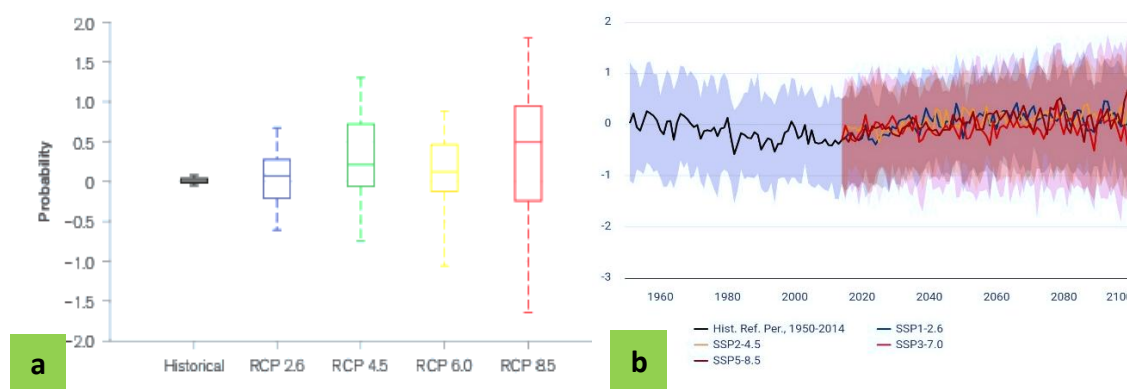 Probability
2.0
1.5
1.0
0.5
0
−0.5
−1.0
−1.5
−2.0
Historical RCP 2.6 RCP 4.5 RCP 6.0 RCP 8.5
a
2
1
0
-1
-2
-3
1960 1980 2000 2020 2040 2060 2080 2100
Hist. Ref. Per., 1950-2014 SSP1-2.6
SSP2-4.5 SSP3-7.0
SSP5-8.5
b